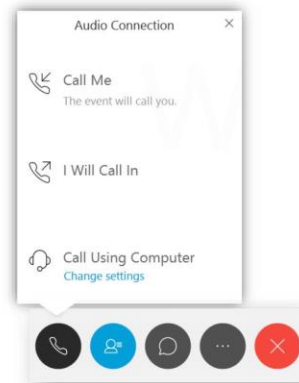 Audio Connection
Call Me
The event will call you.
I Will Call In
Call Using Computer
Change settings